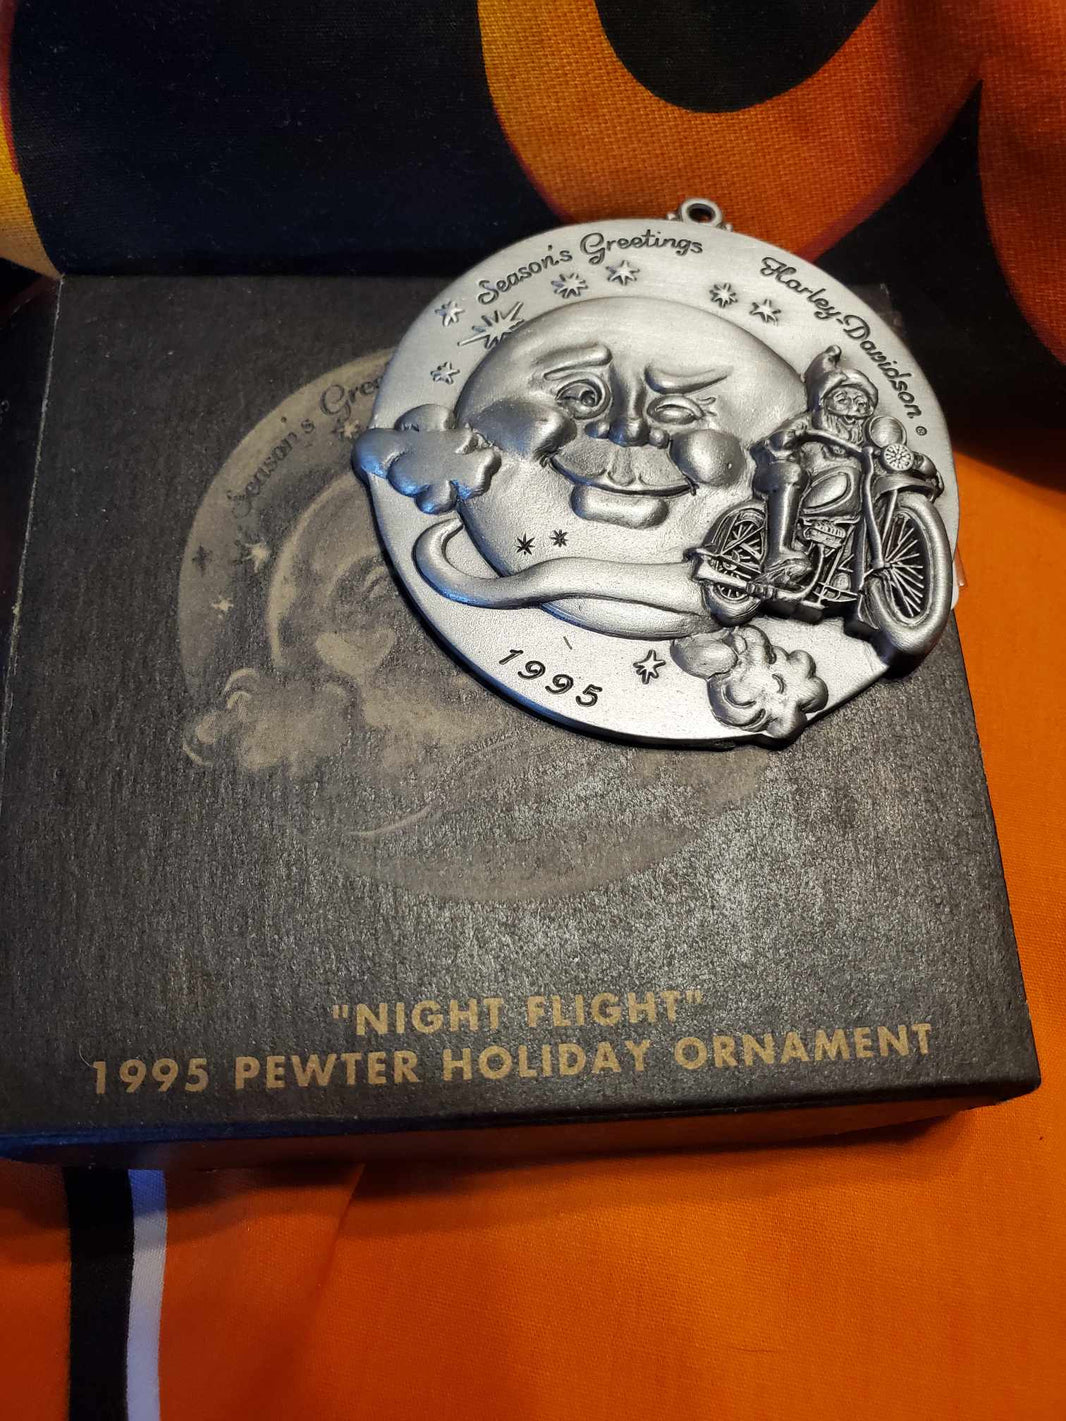 Season's Greetings
Harley-Davidson ®
1995
Season's Gre
"NIGHT FLIGHT"
1995 PEWTER HOLIDAY ORNAMENT